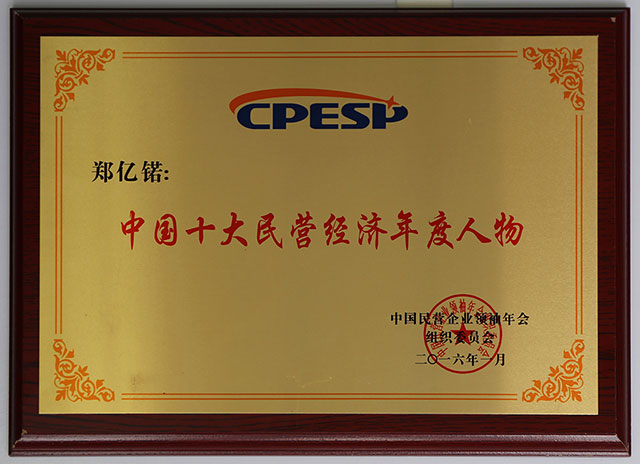 CPESP
郑亿锘:
中国十大民营经济年度人物
中国民营企业领袖年会
组织委员会
二〇一六年一月